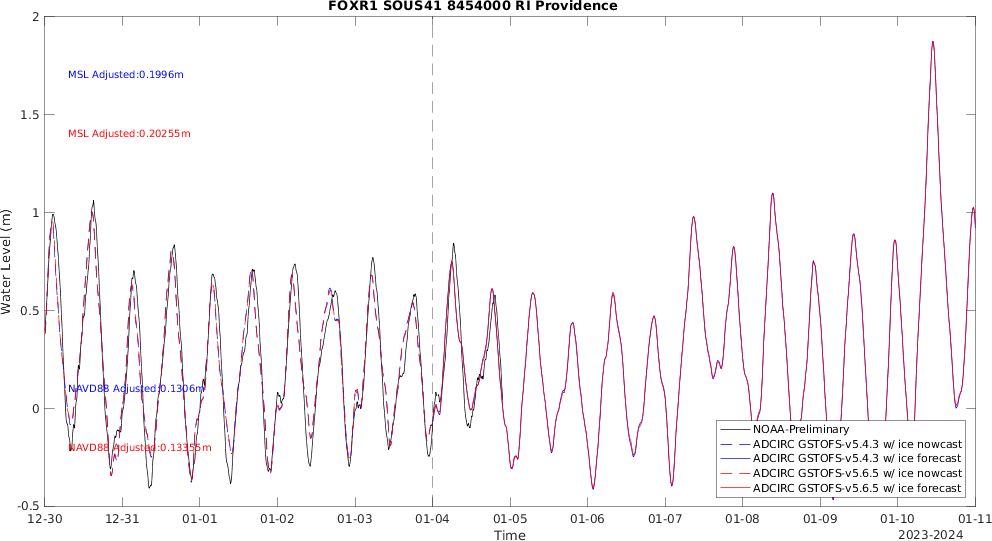 FOXR1 SOUS41 8454000 RI Providence
2
1.5
1
0.5
0
-0.5
Water Level (m)
MSL Adjusted:0.1996m
MSL Adjusted:0.20255m
NAVD88 Adjusted:0.1306m
NAVD88 Adjusted:0.13355m
NOAA-Preliminary
ADCIRC GSTOFS-v5.4.3 w/ ice nowcast
ADCIRC GSTOFS-v5.4.3 w/ ice forecast
ADCIRC GSTOFS-v5.6.5 w/ ice nowcast
ADCIRC GSTOFS-v5.6.5 w/ ice forecast
12-30 12-31 01-01 01-02 01-03 01-04 01-05 01-06 01-07 01-08 01-09 01-10 01-11
Time
2023-2024